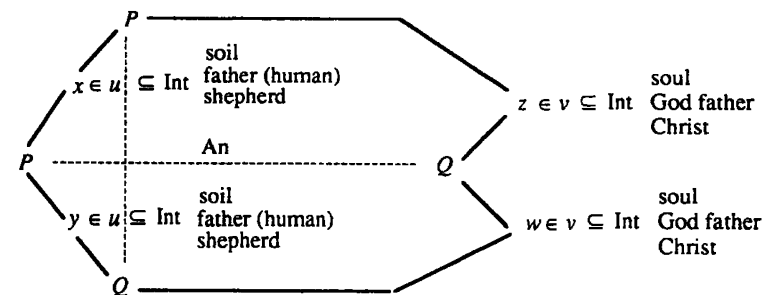 P
soil
x ∈ u ⊆ Int father (human)
shepherd
soul
z ∈ v ⊆ Int God father
Christ
An
P
Q
soil
y ∈ u ⊆ Int father (human)
shepherd
soul
w ∈ v ⊆ Int God father
Christ
Q